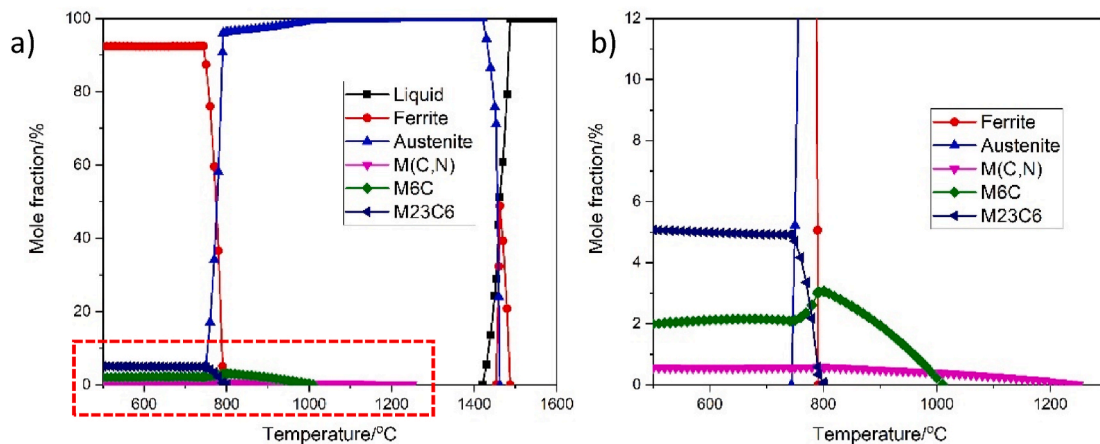 a)
Mole fraction/%
100
80
60
40
20
0
Liquid
Ferrite
Austenite
M(C,N)
M6C
M23C6
600
800
1000
1200
1400
1600
Temperature/°C
b)
Mole fraction/%
12
10
8
6
4
2
0
Ferrite
Austenite
M(C,N)
M6C
M23C6
600
800
1000
1200
Temperature/°C